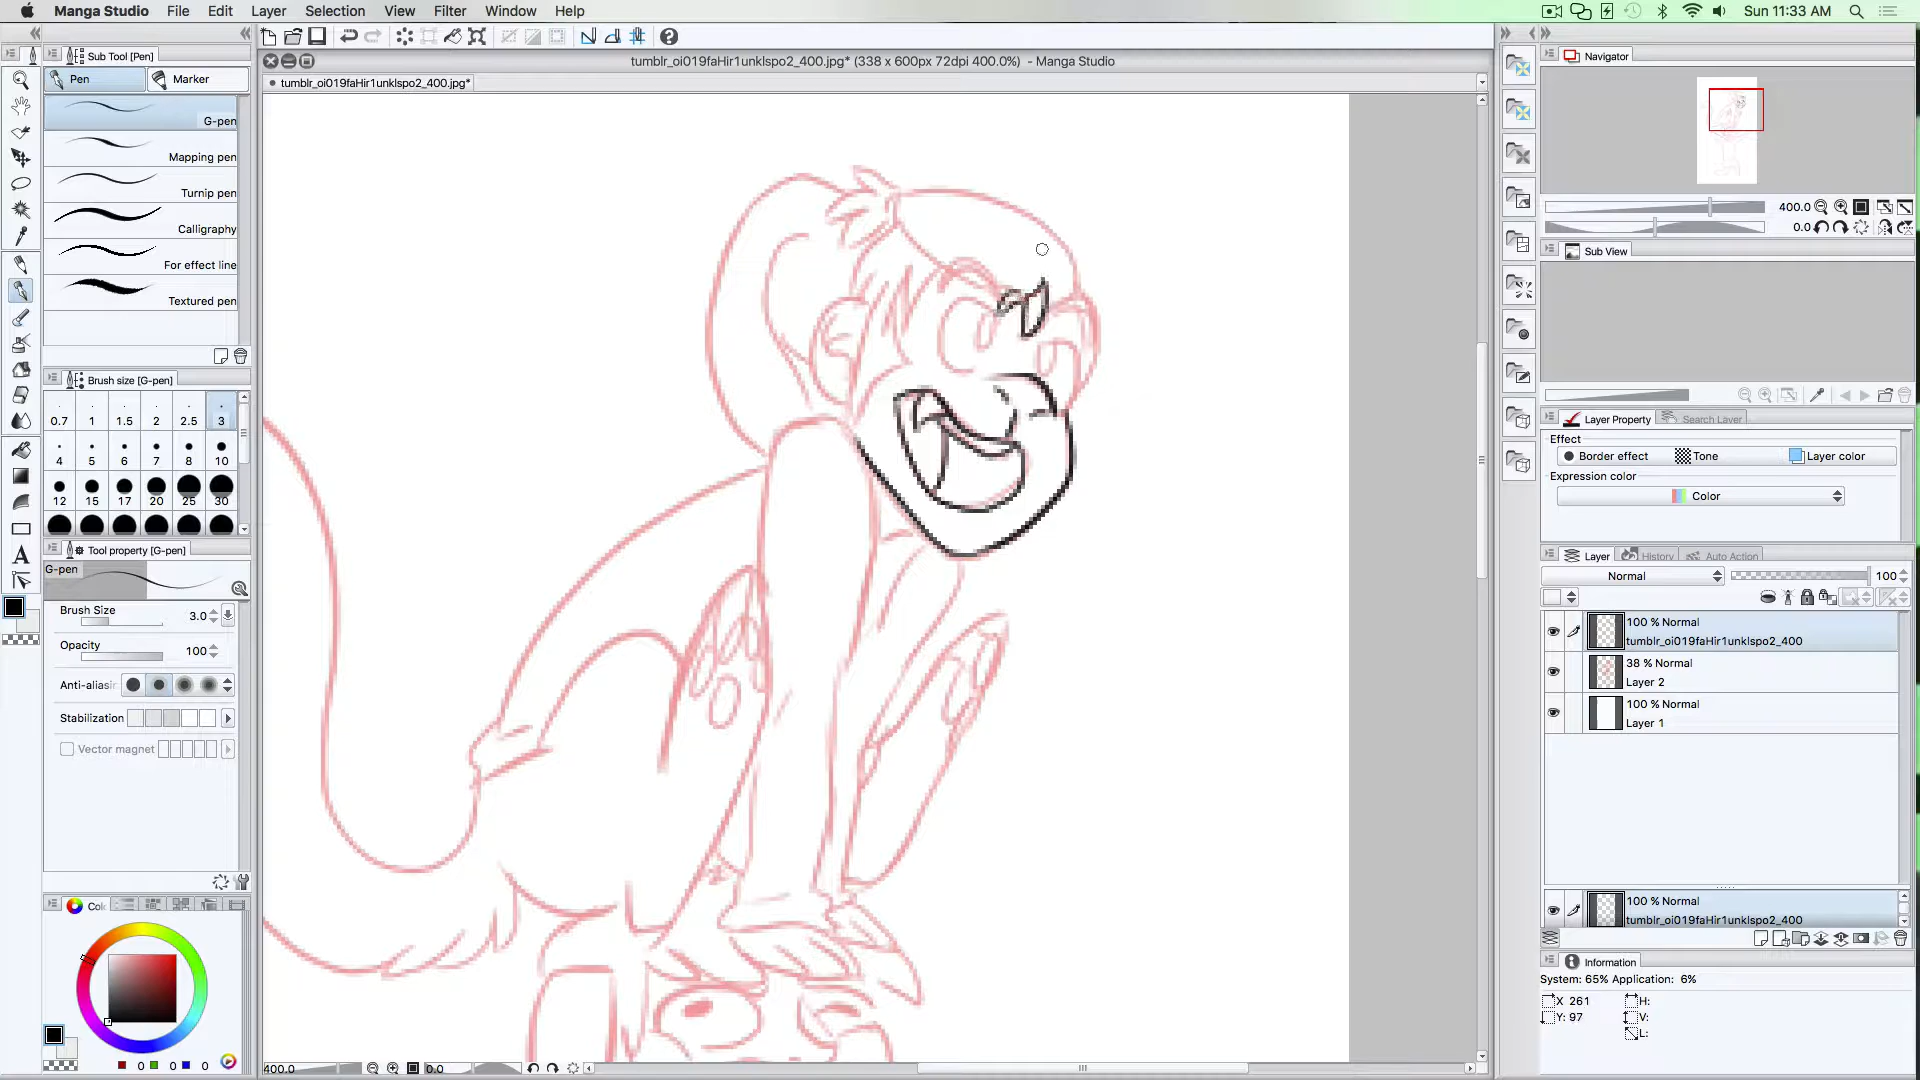 Manga Studio File Edit Layer Selection View Filter Window Help
Sun 11:33 AM
Sub Tool [Pen]
Pen
Marker
G-pen
Mapping pen
Turnip pen
Calligraphy
For effect line
Textured pen
Brush size [G-pen]
0.7 1 1.5 2 2.5 3
4 5 6 7 8 10
12 15 17 20 25 30
Tool property [G-pen]
G-pen
Brush Size 3.0
Opacity 100
Anti-aliasin
Stabilization
Vector magnet
Col
0 0 0
tumblr_oi019faHir1unklspo2_400.jpg* (338 x 600px 72dpi 400.0%) - Manga Studio
tumblr_oi019faHir1unklspo2_400.jpg*
400.0
0.0
Navigator
400.0
0.0
Sub View
Layer Property Search Layer
Effect
Border effect Tone Layer color
Expression color
Color
Layer History Auto Action
Normal 100
100 % Normal
tumblr_oi019faHir1unklspo2_400
38 % Normal
Layer 2
100 % Normal
Layer 1
100 % Normal
tumblr_oi019faHir1unklspo2_400
Information
System: 65% Application: 6%
X 261 H:
Y: 97 V:
L: